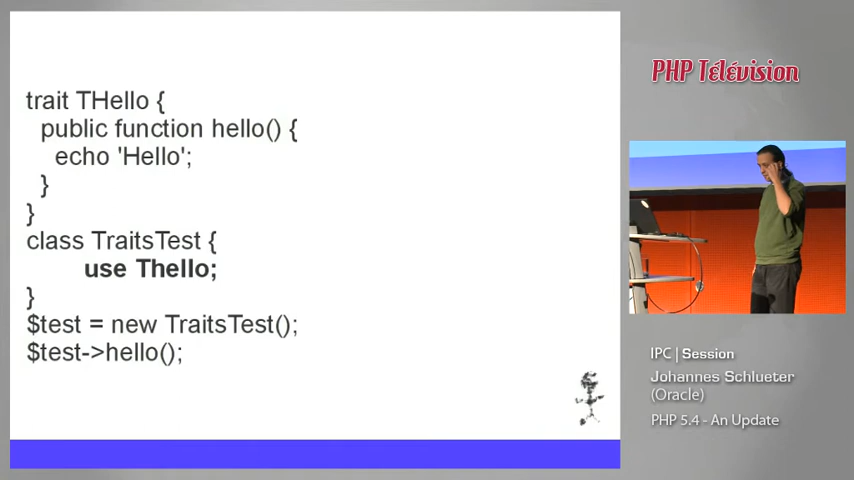 trait THello {
public function hello() {
echo 'Hello';
}
}
class TraitsTest {
use Thello;
}
$test = new TraitsTest();
$test->hello();
PHP Télévision
IPC | Session
Johannes Schlueter
(Oracle)
PHP 5.4 - An Update